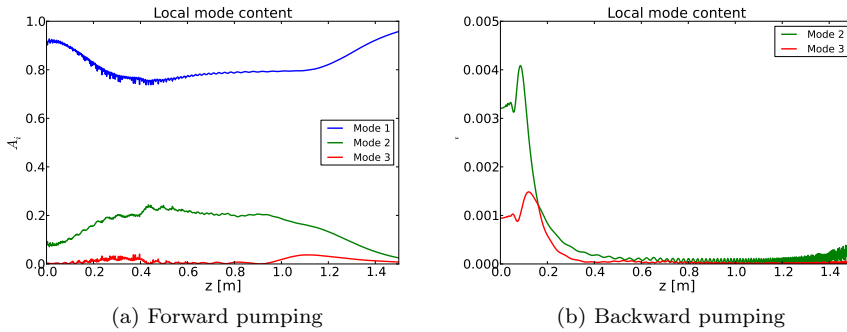 Local mode content
1.0
0.8
0.6
0.4
0.2
0.0
A_i
Mode 1
Mode 2
Mode 3
0.0 0.2 0.4 0.6 0.8 1.0 1.2 1.4
z [m]
(a) Forward pumping
Local mode content
0.005
0.004
0.003
0.002
0.001
0.000
Mode 2
Mode 3
0.0 0.2 0.4 0.6 0.8 1.0 1.2 1.4
z [m]
(b) Backward pumping